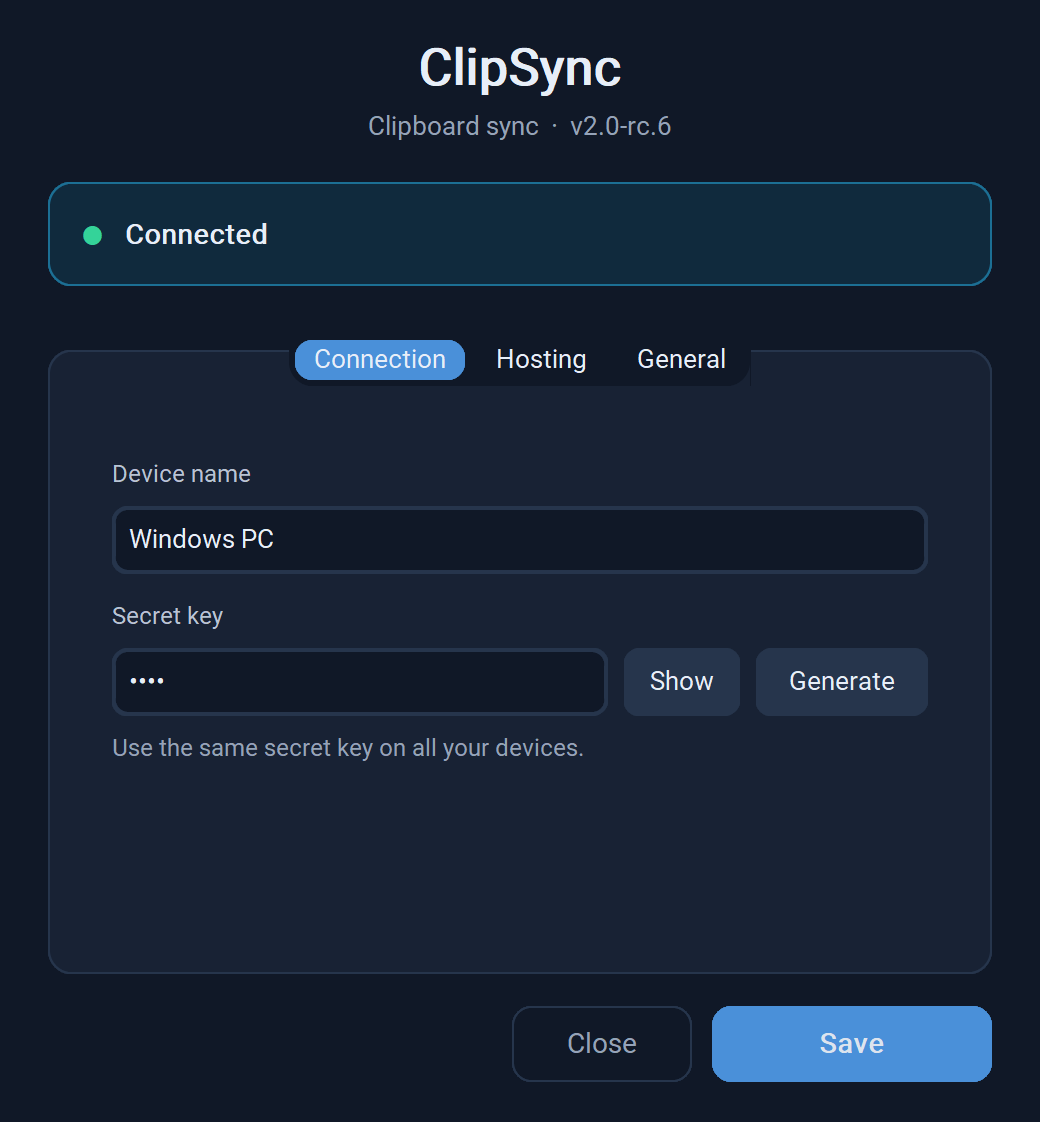 ClipSync
Clipboard sync · v2.0-rc.6
Connected
Connection Hosting General
Device name
Windows PC
Secret key
•••• Show Generate
Use the same secret key on all your devices.
Close Save